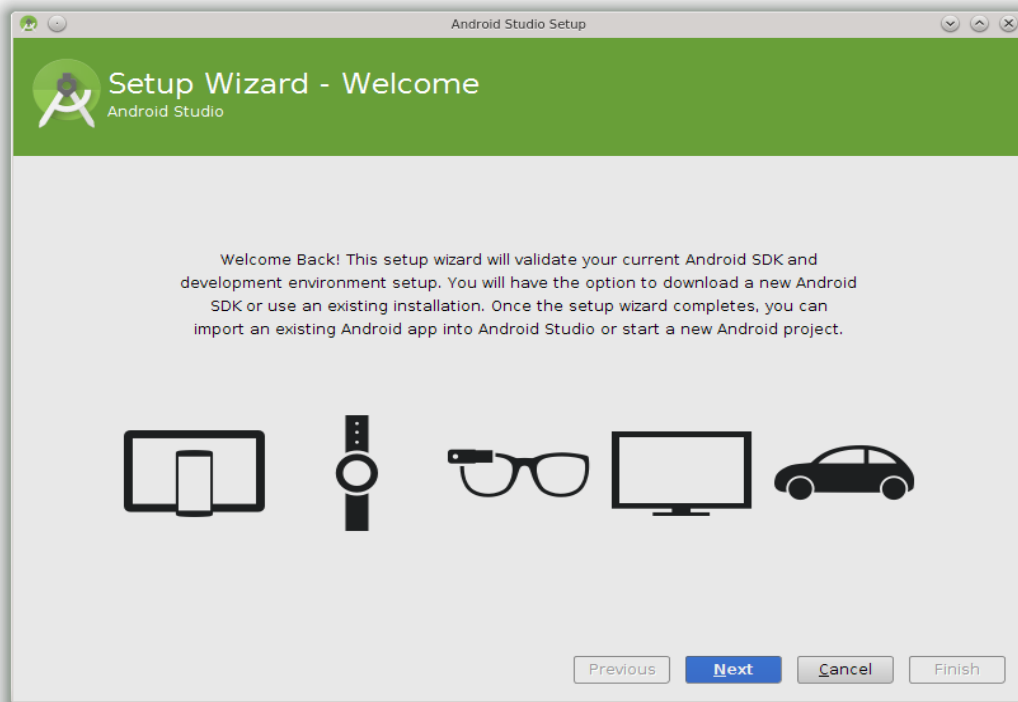 Android Studio Setup
Setup Wizard - Welcome
Android Studio
Welcome Back! This setup wizard will validate your current Android SDK and
development environment setup. You will have the option to download a new Android
SDK or use an existing installation. Once the setup wizard completes, you can
import an existing Android app into Android Studio or start a new Android project.
Previous Next Cancel Finish